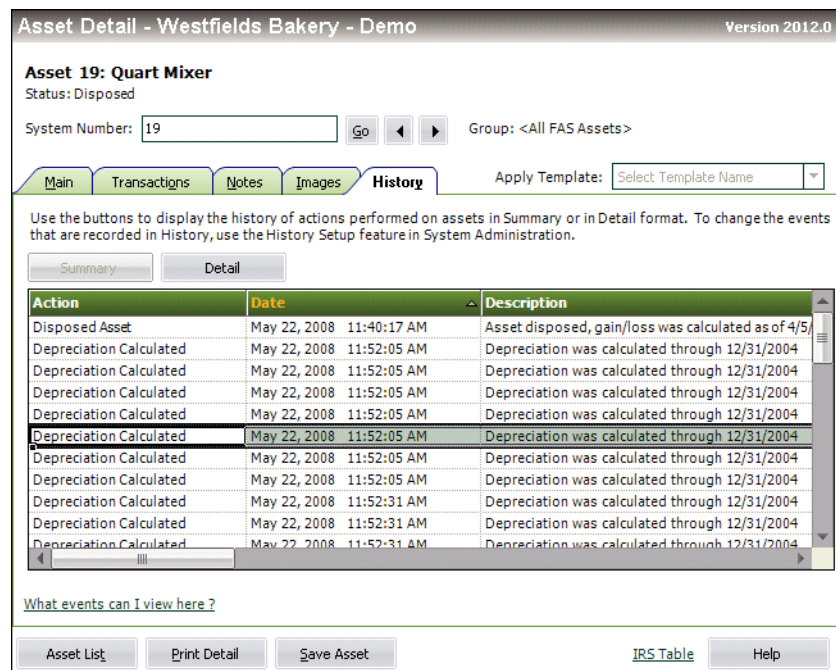 Asset Detail - Westfields Bakery - Demo Version 2012.0
Asset 19: Quart Mixer
Status: Disposed
System Number: 19 Go Group: <All FAS Assets>
Main Transactions Notes Images History Apply Template: Select Template Name
Use the buttons to display the history of actions performed on assets in Summary or in Detail format. To change the events
that are recorded in History, use the History Setup feature in System Administration.
Summary Detail
Action Date Description
Disposed Asset May 22, 2008 11:40:17 AM Asset disposed, gain/loss was calculated as of 4/5/
Depreciation Calculated May 22, 2008 11:52:05 AM Depreciation was calculated through 12/31/2004
Depreciation Calculated May 22, 2008 11:52:05 AM Depreciation was calculated through 12/31/2004
Depreciation Calculated May 22, 2008 11:52:05 AM Depreciation was calculated through 12/31/2004
Depreciation Calculated May 22, 2008 11:52:05 AM Depreciation was calculated through 12/31/2004
Depreciation Calculated May 22, 2008 11:52:05 AM Depreciation was calculated through 12/31/2004
Depreciation Calculated May 22, 2008 11:52:05 AM Depreciation was calculated through 12/31/2004
Depreciation Calculated May 22, 2008 11:52:05 AM Depreciation was calculated through 12/31/2004
Depreciation Calculated May 22, 2008 11:52:31 AM Depreciation was calculated through 12/31/2004
Depreciation Calculated May 22, 2008 11:52:31 AM Depreciation was calculated through 12/31/2004
Depreciation Calculated May 22, 2008 11:52:31 AM Depreciation was calculated through 12/31/2004
What events can I view here ?
Asset List Print Detail Save Asset IRS Table Help